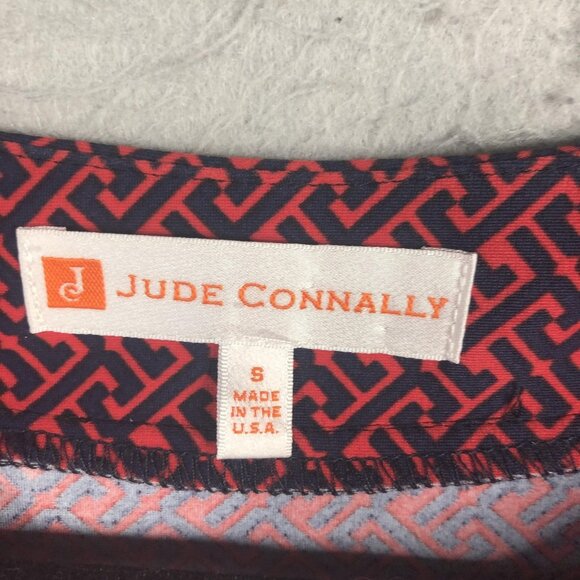 JC
JUDE CONNALLY
S
MADE
IN THE
U.S.A.